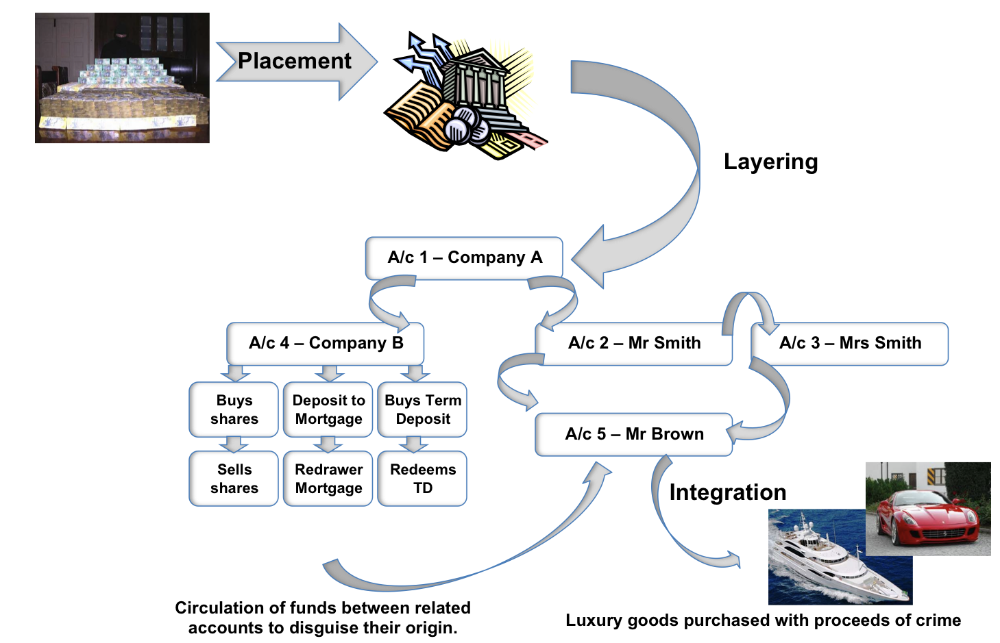 Placement
Layering
A/c 1 – Company A
A/c 4 – Company B
A/c 2 – Mr Smith
A/c 3 – Mrs Smith
Buys
shares
Deposit to
Mortgage
Buys Term
Deposit
A/c 5 – Mr Brown
Sells
shares
Redrawer
Mortgage
Redeems
TD
Integration
Circulation of funds between related
accounts to disguise their origin.
Luxury goods purchased with proceeds of crime